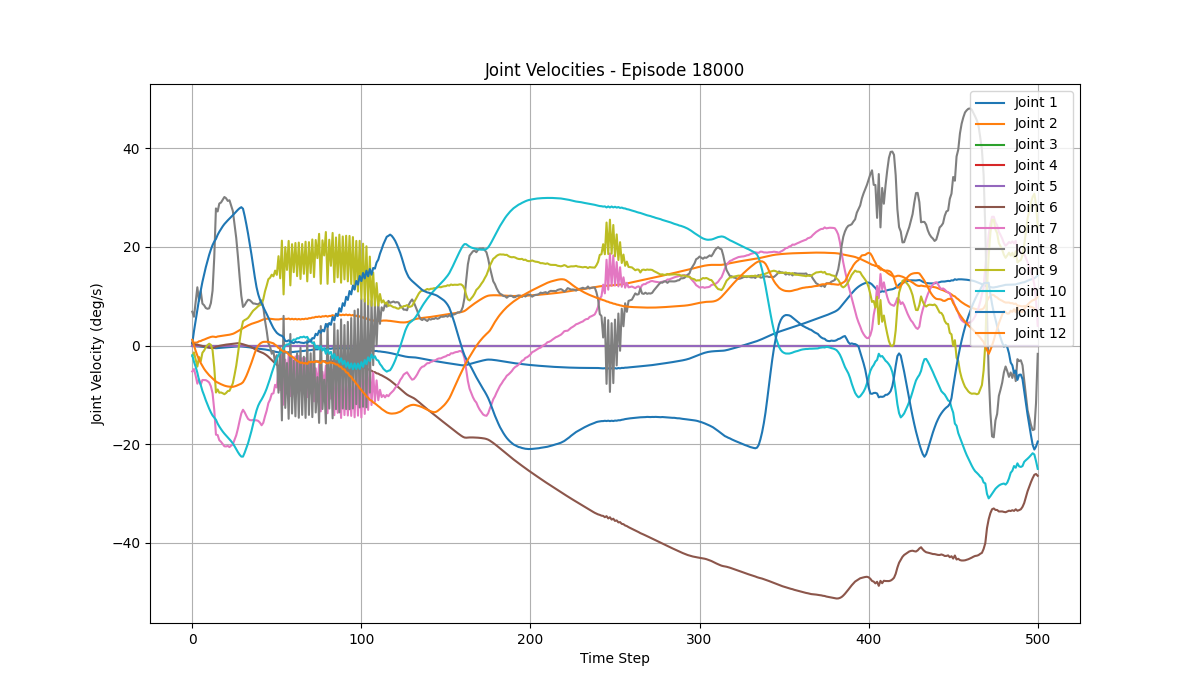 Joint Velocities - Episode 18000
Joint Velocity (deg/s)
40
20
0
−20
−40
0 100 200 300 400 500
Time Step
Joint 1
Joint 2
Joint 3
Joint 4
Joint 5
Joint 6
Joint 7
Joint 8
Joint 9
Joint 10
Joint 11
Joint 12